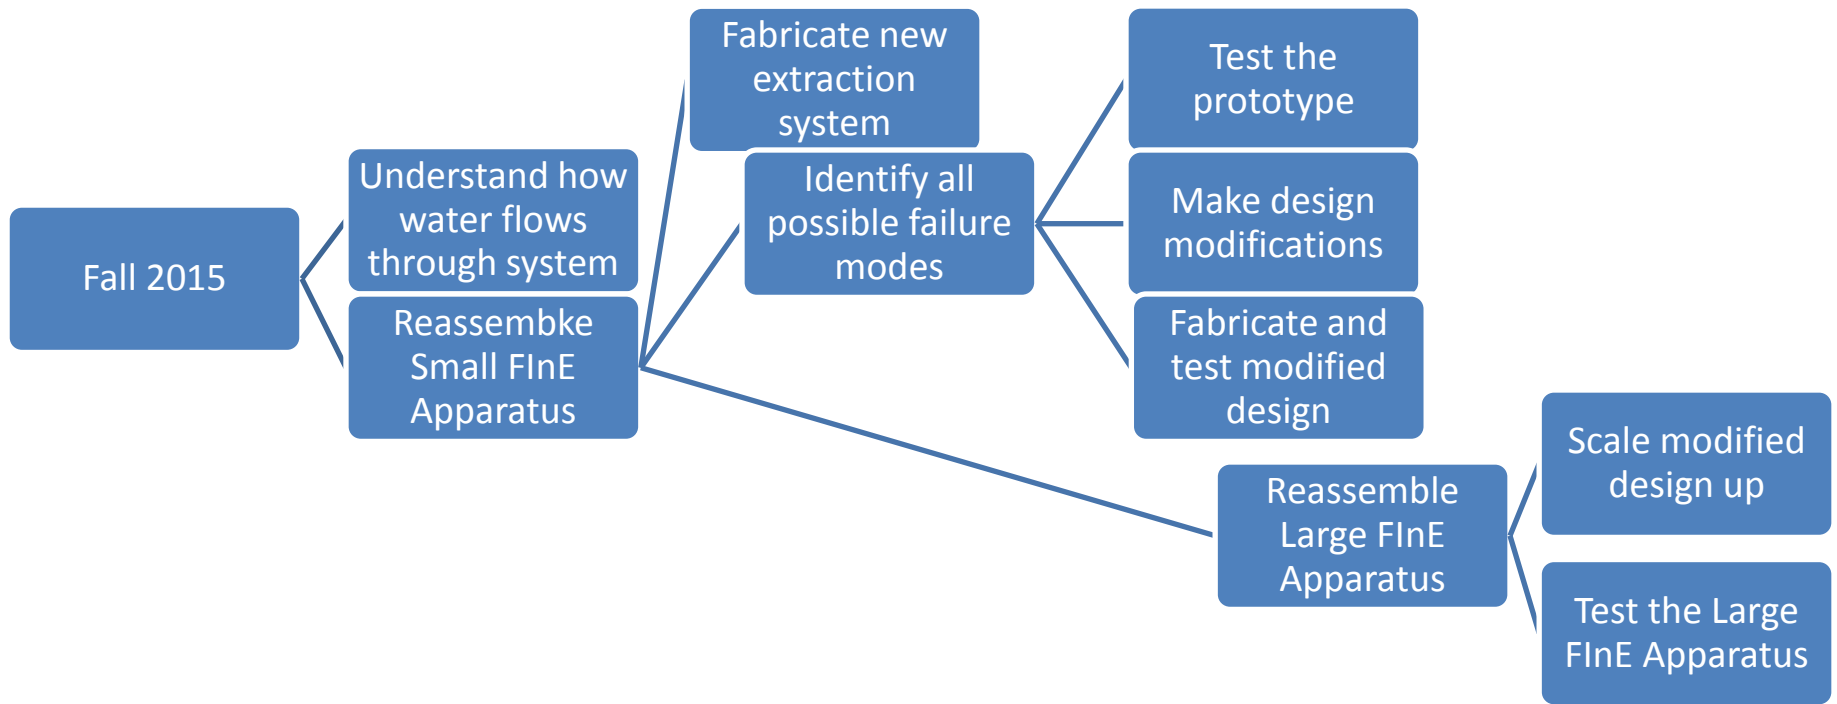 Fall 2015
Understand how
water flows
through system
Reassembke
Small FInE
Apparatus
Fabricate new
extraction
system
Identify all
possible failure
modes
Test the
prototype
Make design
modifications
Fabricate and
test modified
design
Reassemble
Large FInE
Apparatus
Scale modified
design up
Test the Large
FInE Apparatus